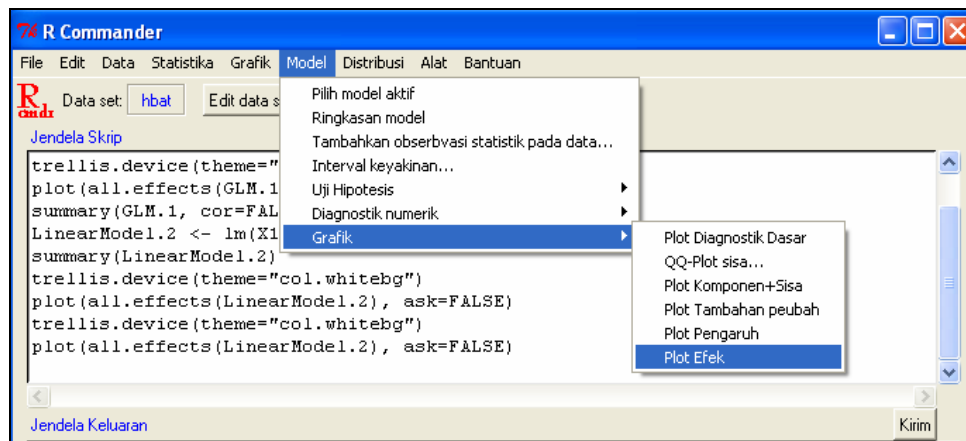 R Commander
File Edit Data Statistika Grafik Model Distribusi Alat Bantuan
R cmdr Data set: hbat Edit data s
Jendela Skrip
trellis.device(theme="
plot(all.effects(GLM.1
summary(GLM.1, cor=FAL
LinearModel.2 <- lm(X1
summary(LinearModel.2)
trellis.device(theme="col.whitebg")
plot(all.effects(LinearModel.2), ask=FALSE)
trellis.device(theme="col.whitebg")
plot(all.effects(LinearModel.2), ask=FALSE)
Pilih model aktif
Ringkasan model
Tambahkan obserbvasi statistik pada data...
Interval keyakinan...
Uji Hipotesis
Diagnostik numerik
Grafik
Plot Diagnostik Dasar
QQ-Plot sisa...
Plot Komponen+Sisa
Plot Tambahan peubah
Plot Pengaruh
Plot Efek
Jendela Keluaran
Kirim